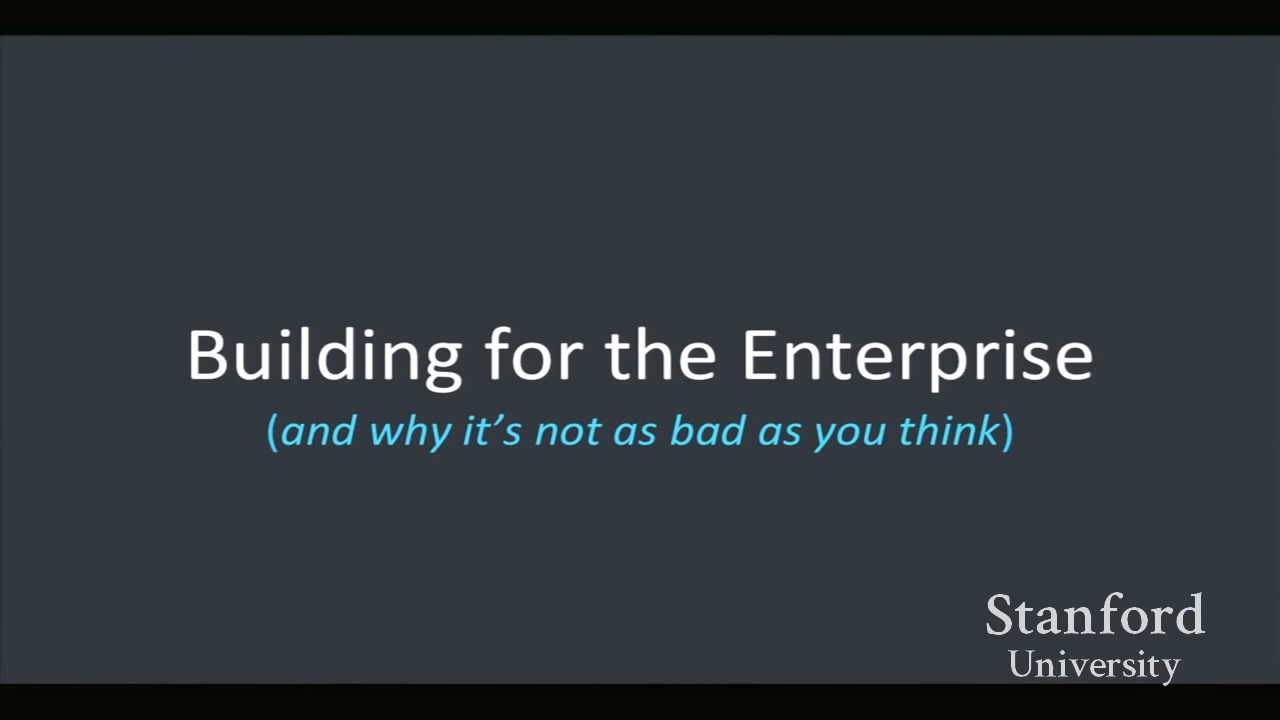 Building for the Enterprise
(and why it’s not as bad as you think)
Stanford
University